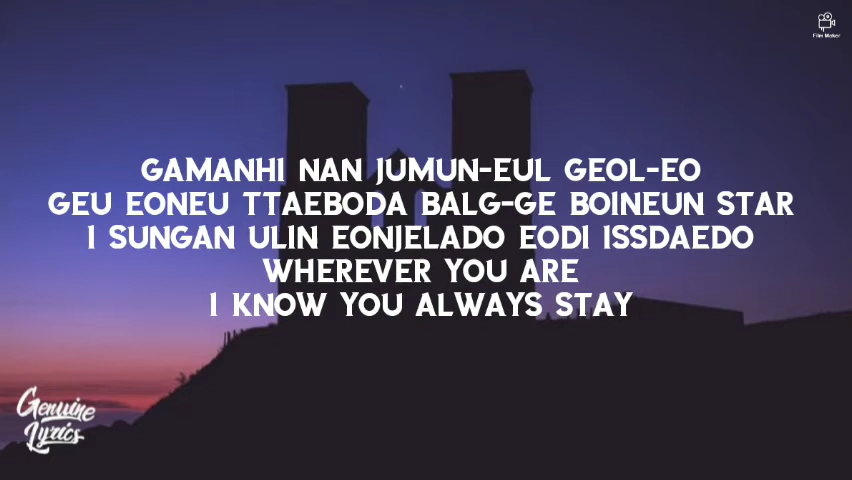 Film Maker
GAMANHI NAN JUMUN-EUL GEOL-EO
GEU EONEU TTAEBODA BALG-GE BOINEUN STAR
I SUNGAN ULIN EONJELADO EODI ISSDAEDO
WHEREVER YOU ARE
I KNOW YOU ALWAYS STAY
Genuine
Lyrics